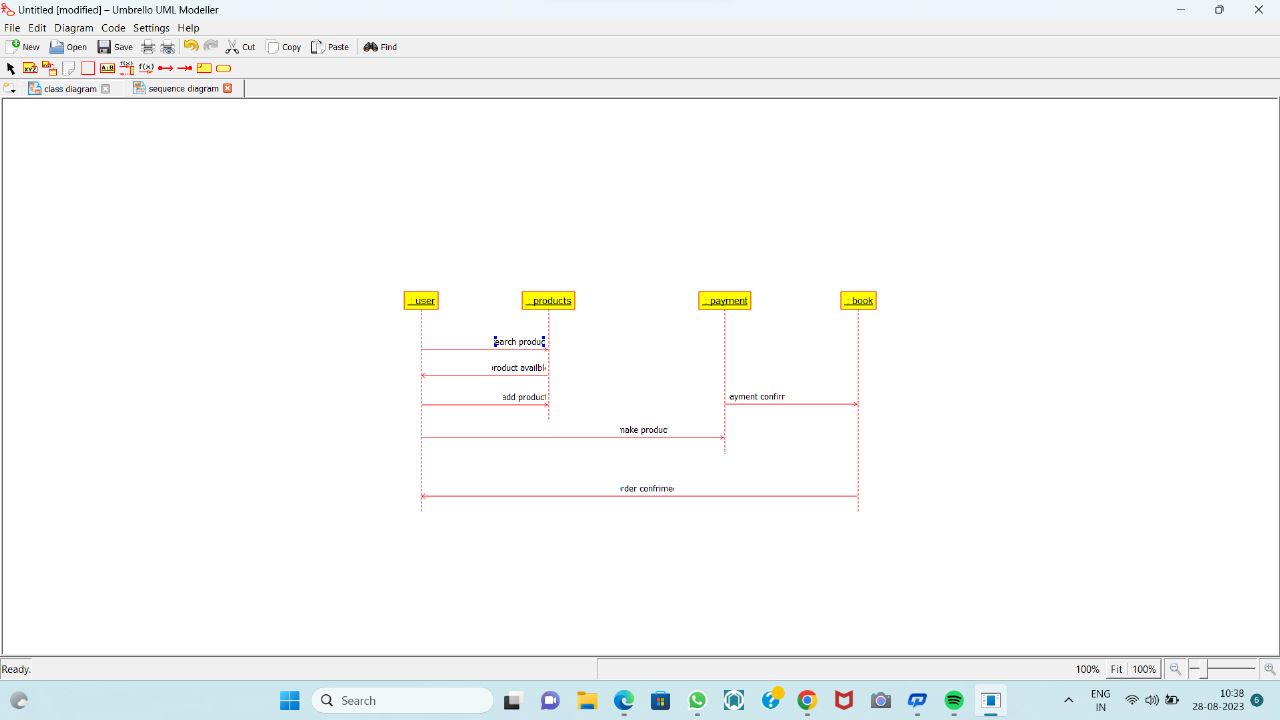 Untitled [modified] – Umbrello UML Modeller
File Edit Diagram Code Settings Help
New Open Save Cut Copy Paste Find
class diagram sequence diagram
: user : products : payment : book
earch produc
product availbl
add product
ayment confirr
make produc
rder confrime
Ready.
100% Fit 100%
Search
ENG
IN
10:38
28-08-2023
6